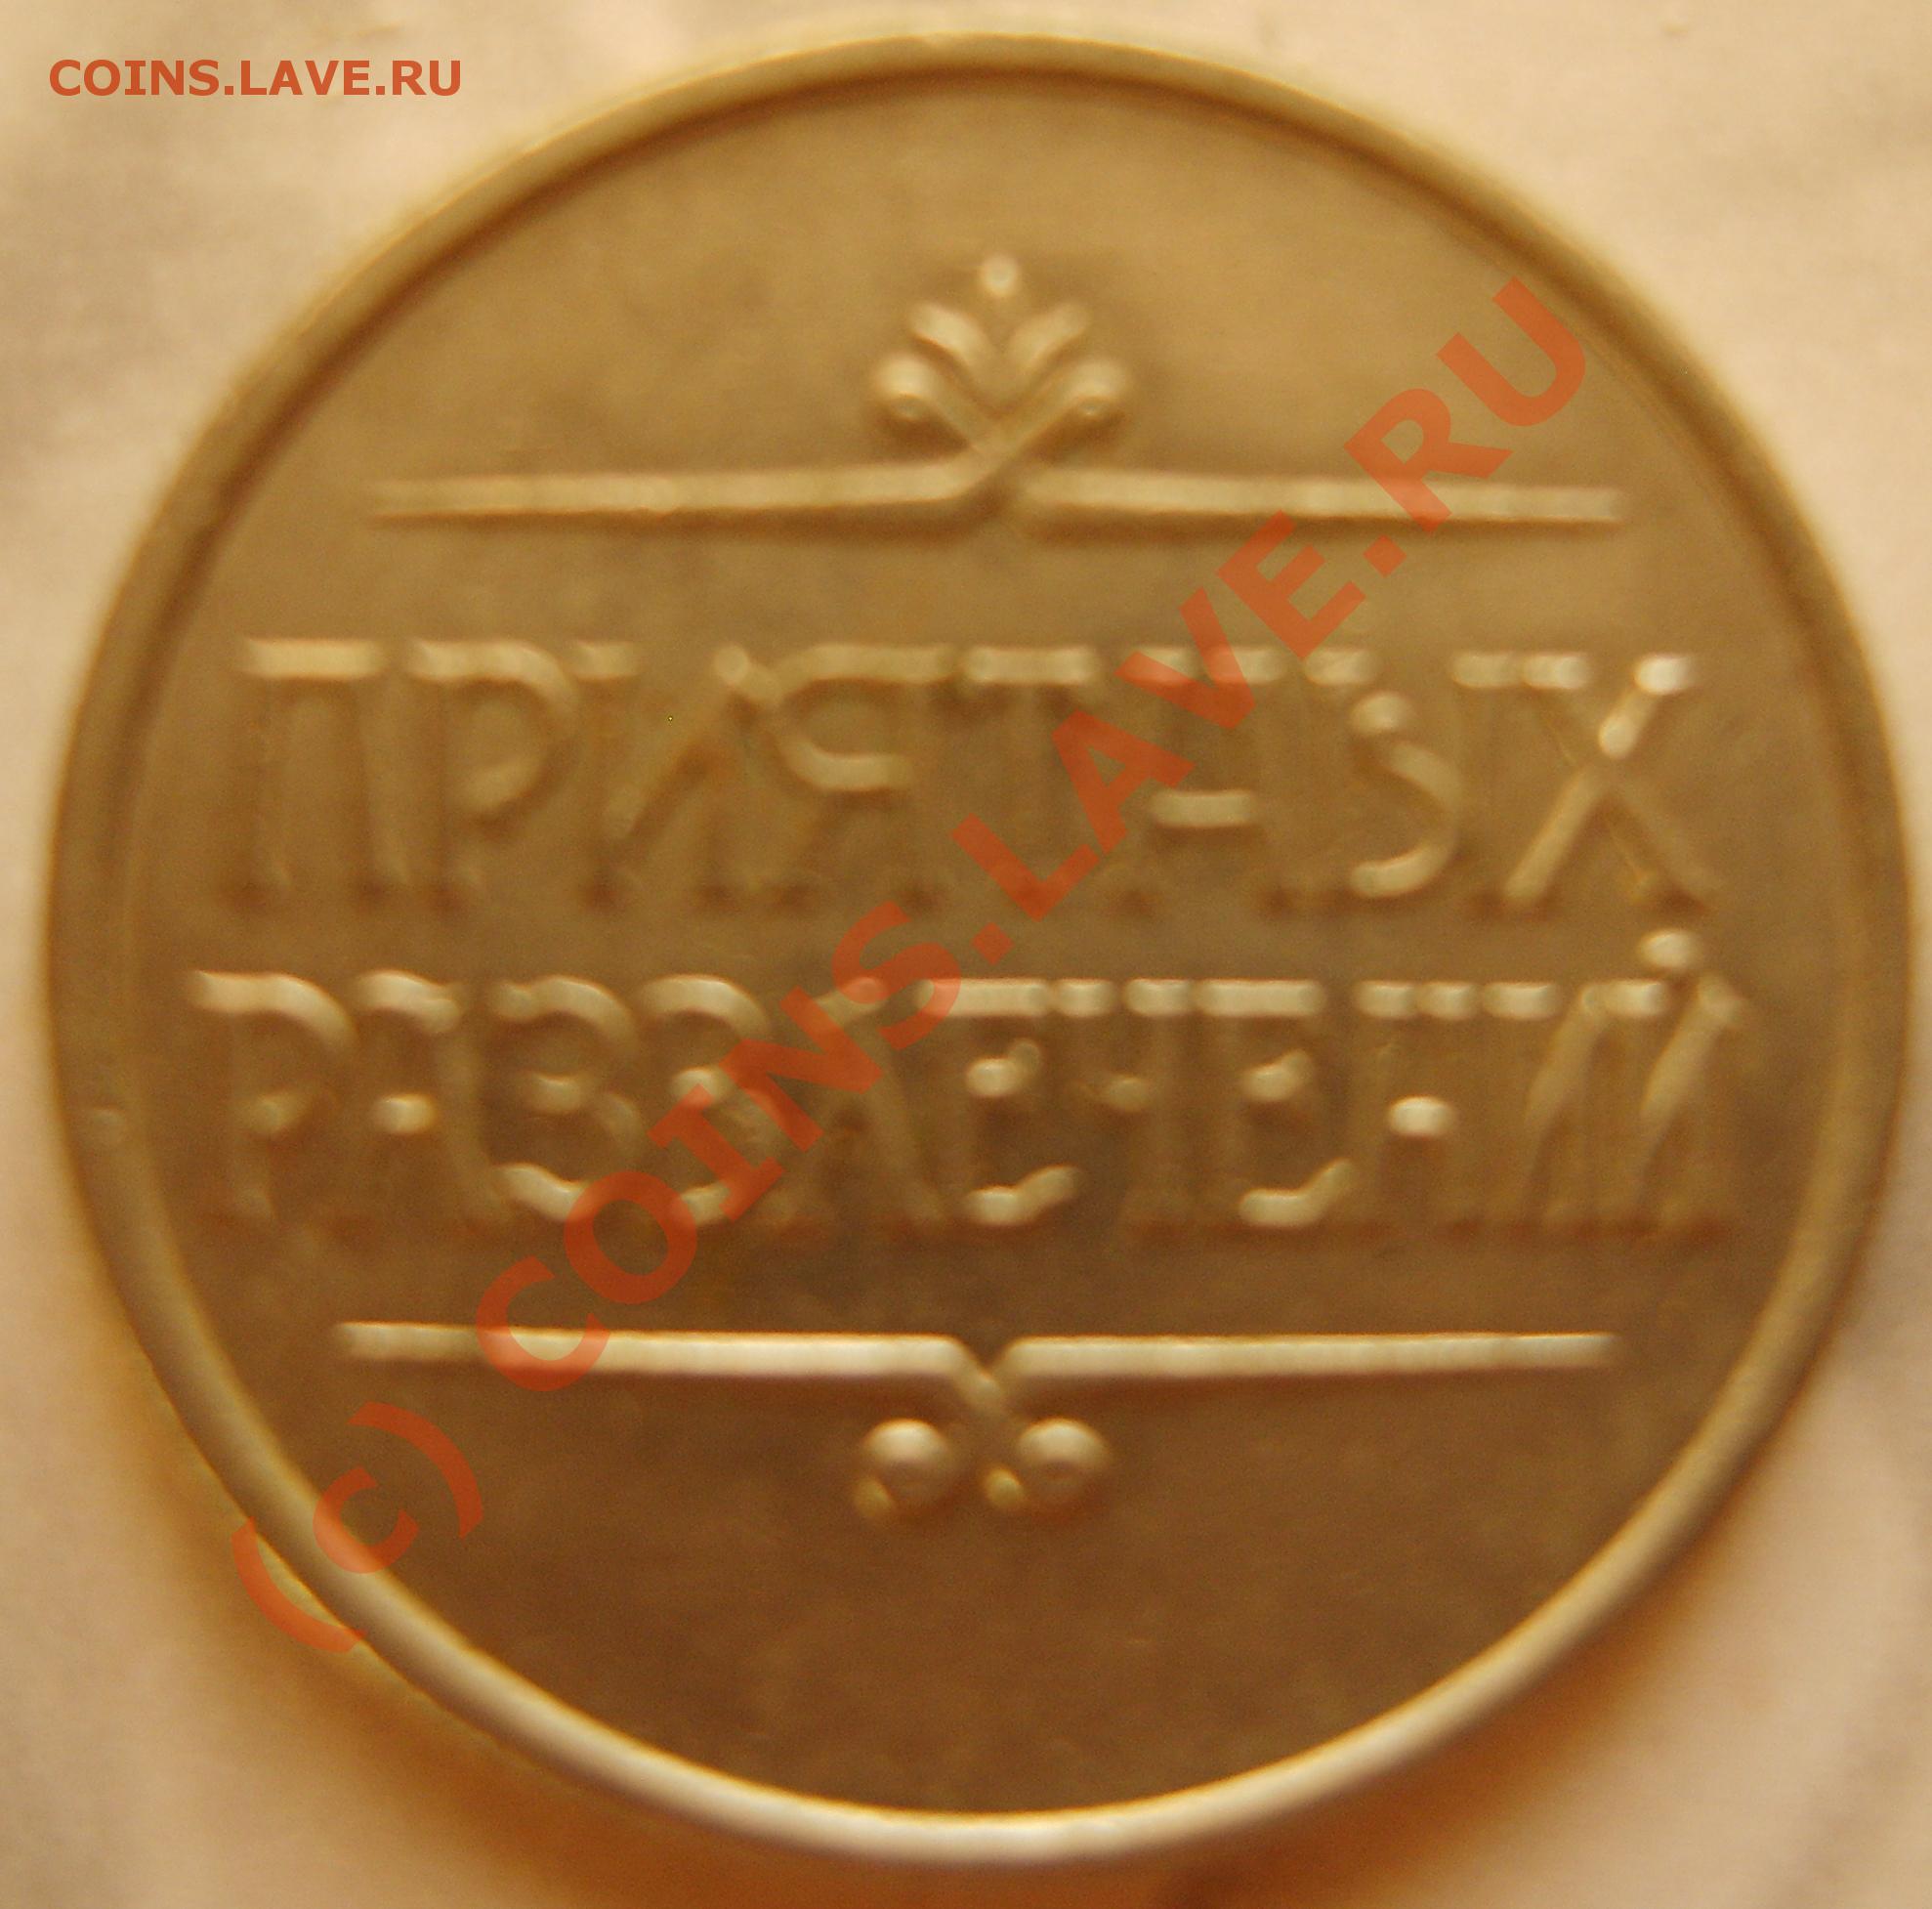 COINS.LAVE.RU
ПРИЯТНЫХ
РАЗВЛЕЧЕНИЙ
(c) COINS.LAVE.RU